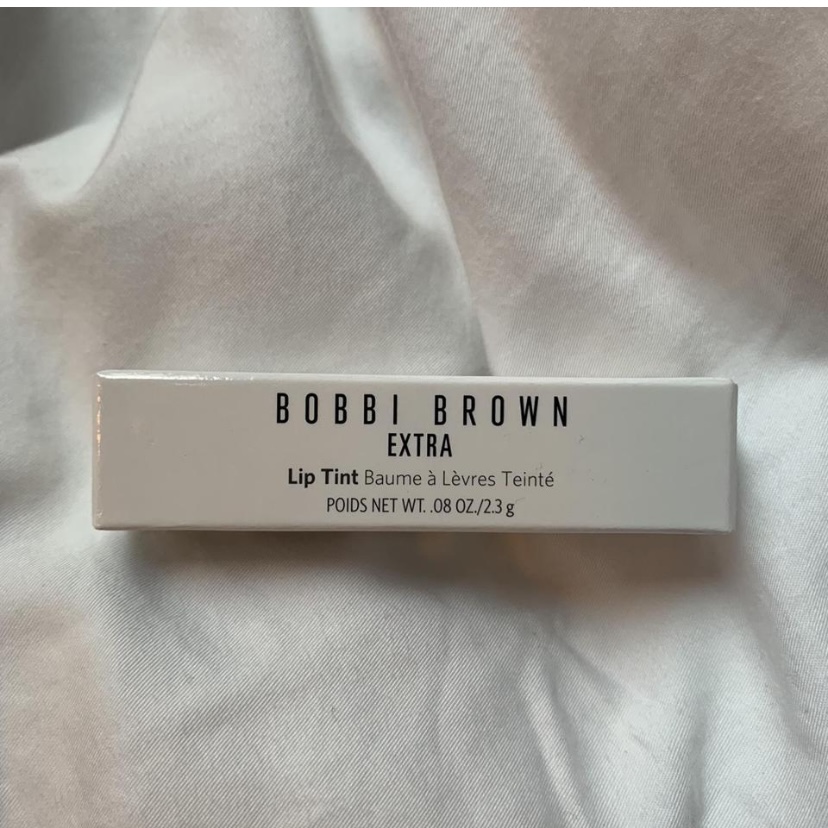 BOBBI BROWN
EXTRA
Lip Tint Baume à Lèvres Teinté
POIDS NET WT. .08 OZ./2.3 g